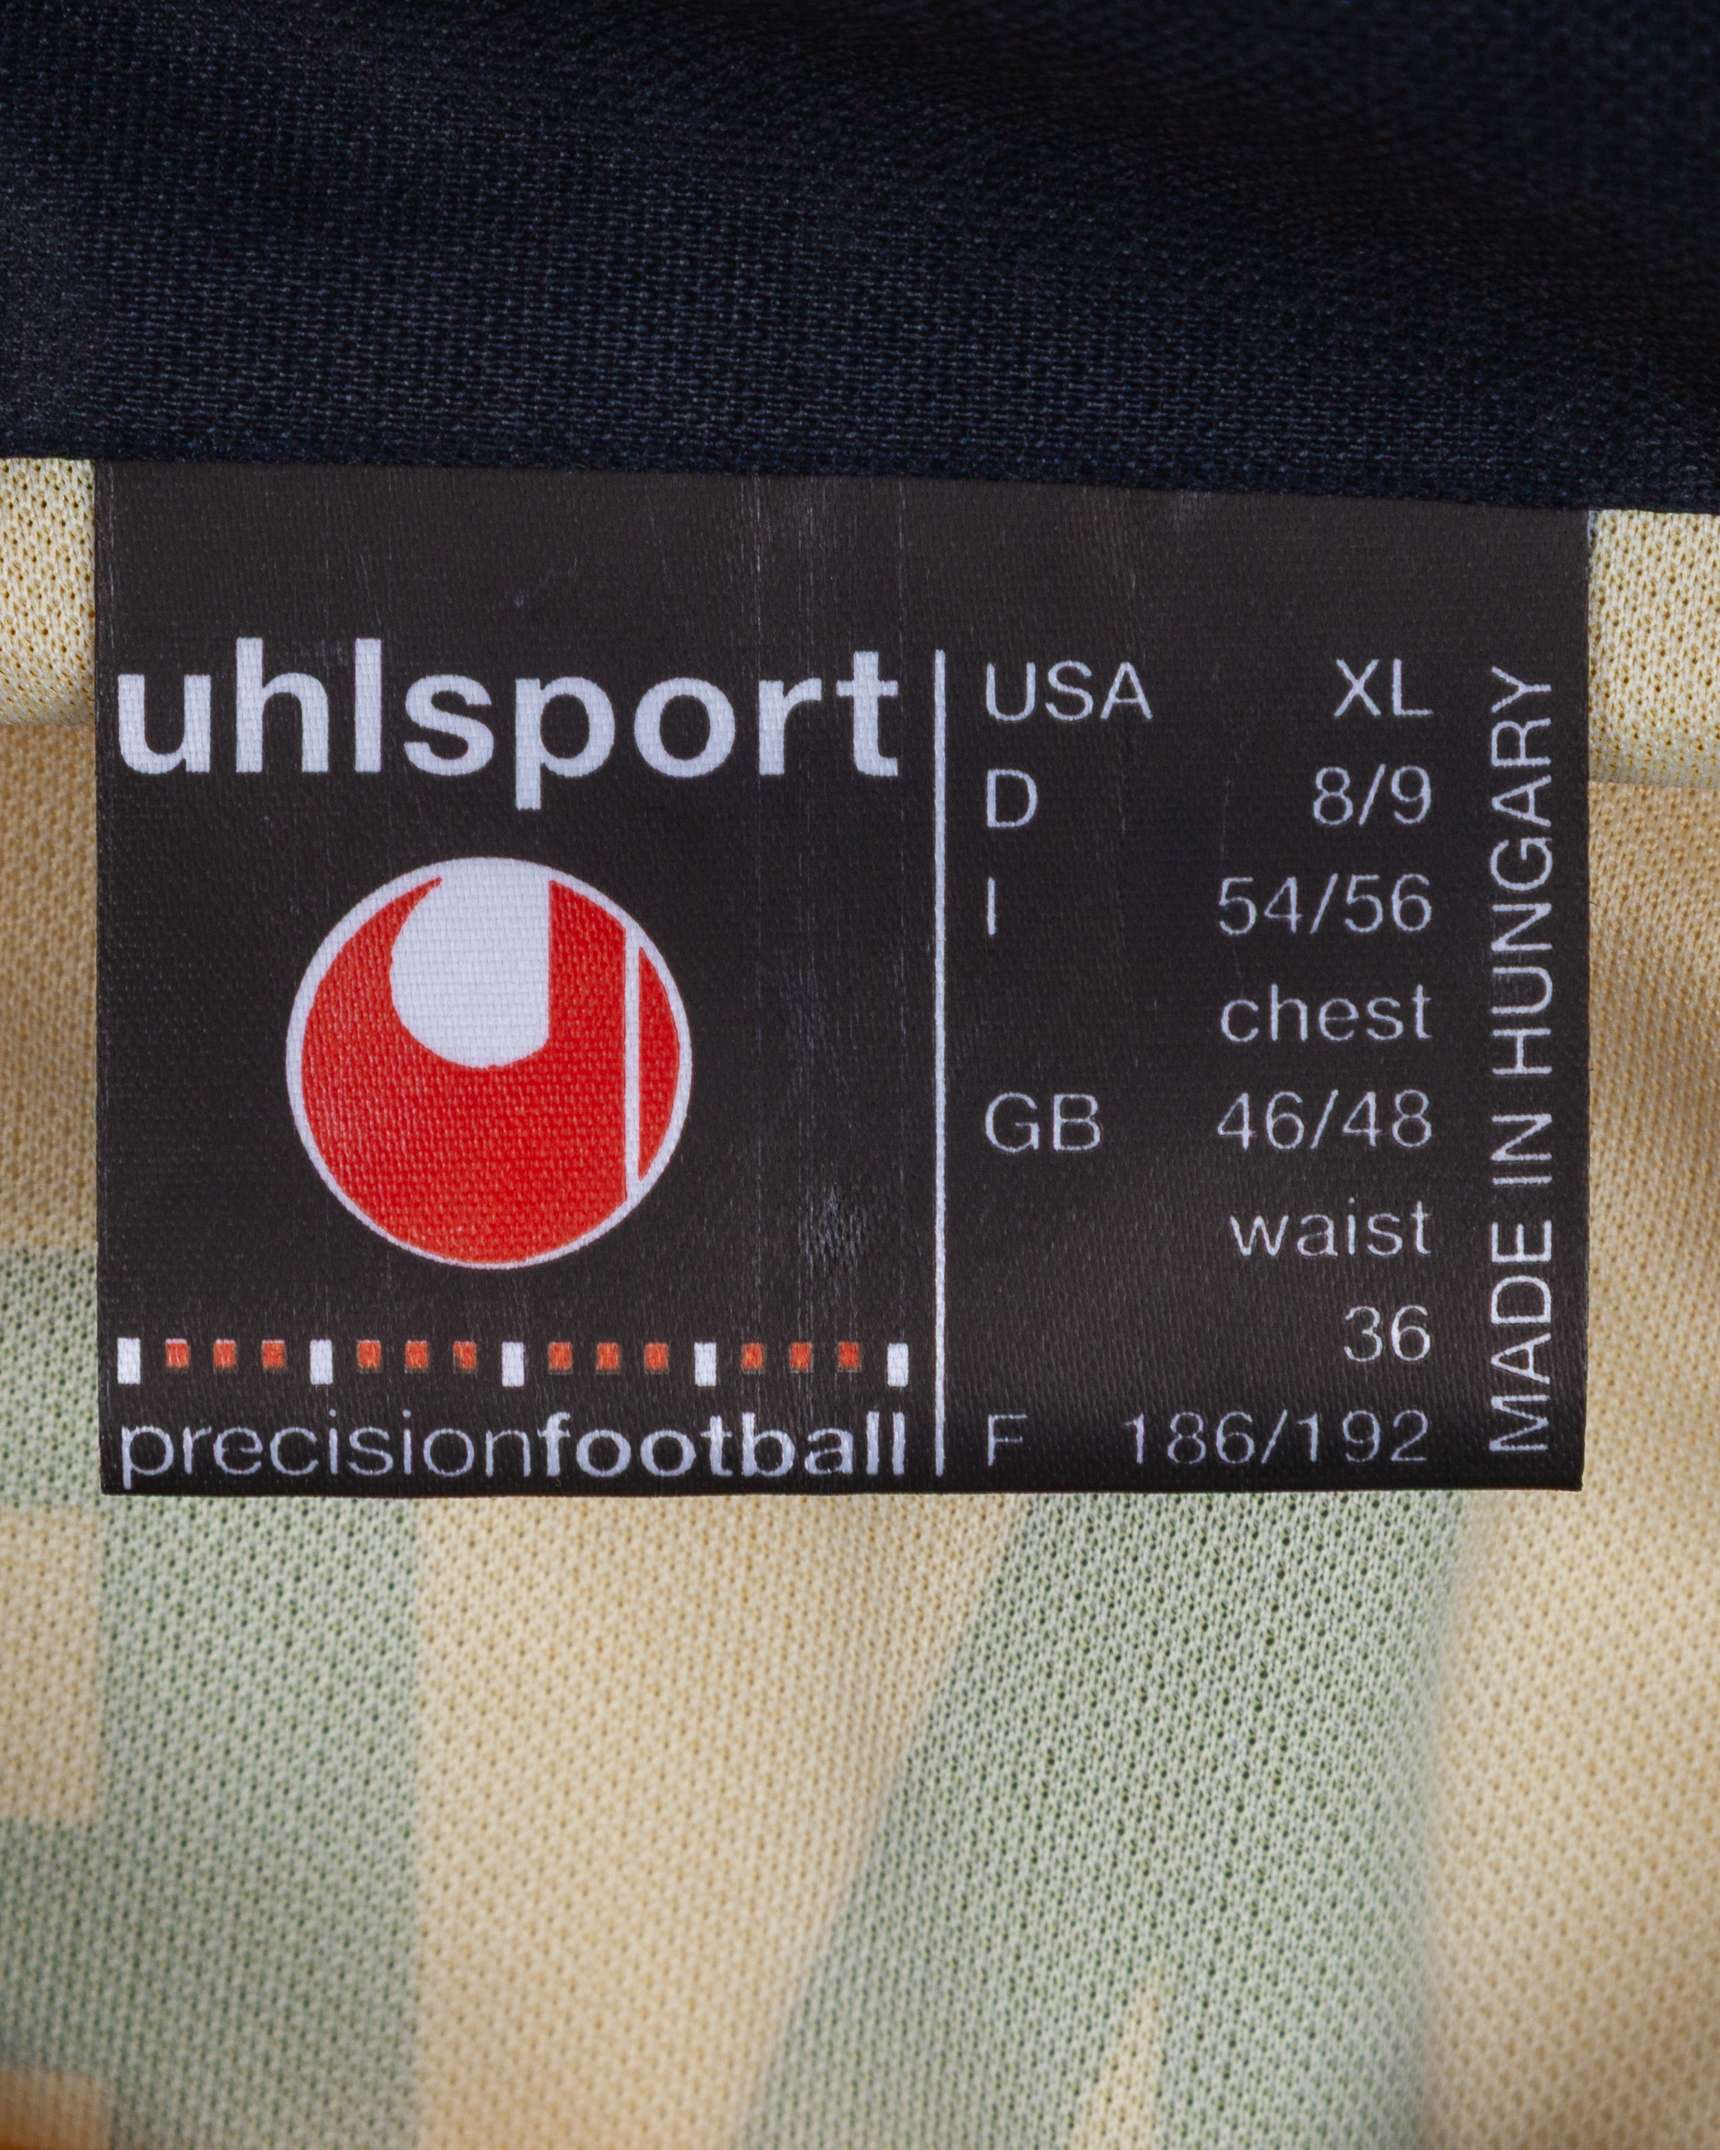 uhlsport
precisionfootball
USA XL
D 8/9
I 54/56
chest
GB 46/48
waist
36
F 186/192
MADE IN HUNGARY